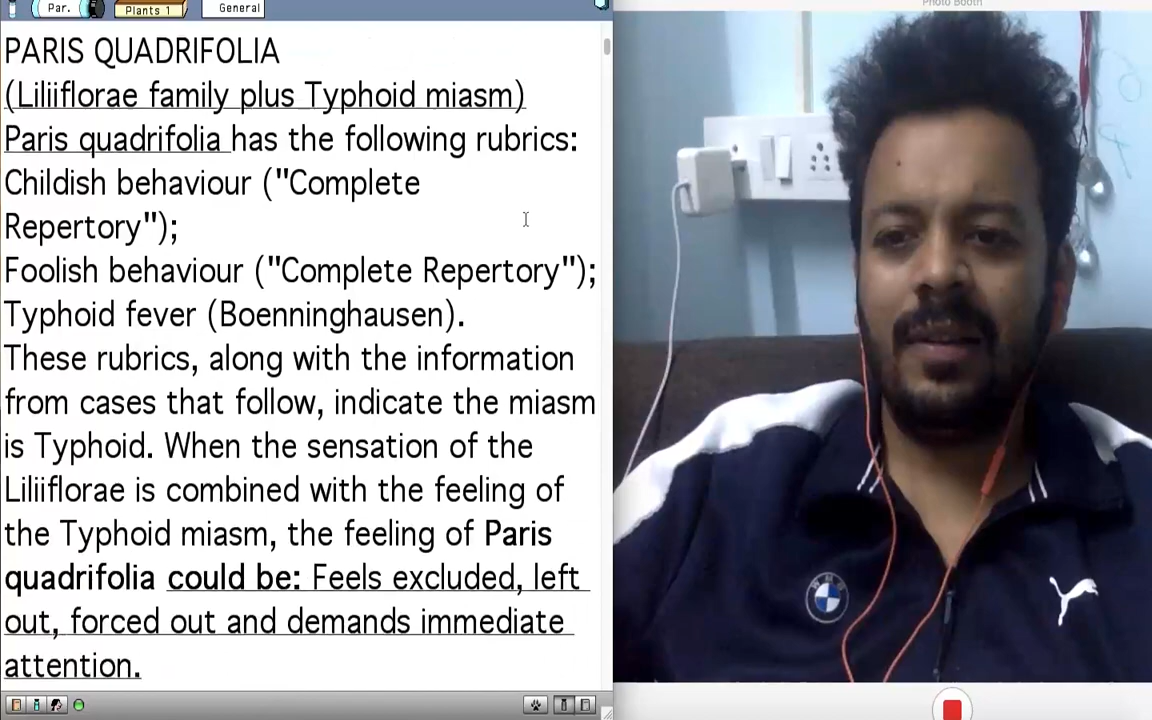 Par.
Plants 1
General
Photo Booth
PARIS QUADRIFOLIA
(Liliiflorae family plus Typhoid miasm)
Paris quadrifolia has the following rubrics:
Childish behaviour ("Complete
Repertory");
Foolish behaviour ("Complete Repertory");
Typhoid fever (Boenninghausen).
These rubrics, along with the information
from cases that follow, indicate the miasm
is Typhoid. When the sensation of the
Liliiflorae is combined with the feeling of
the Typhoid miasm, the feeling of Paris
quadrifolia could be: Feels excluded, left
out, forced out and demands immediate
attention.
BMW